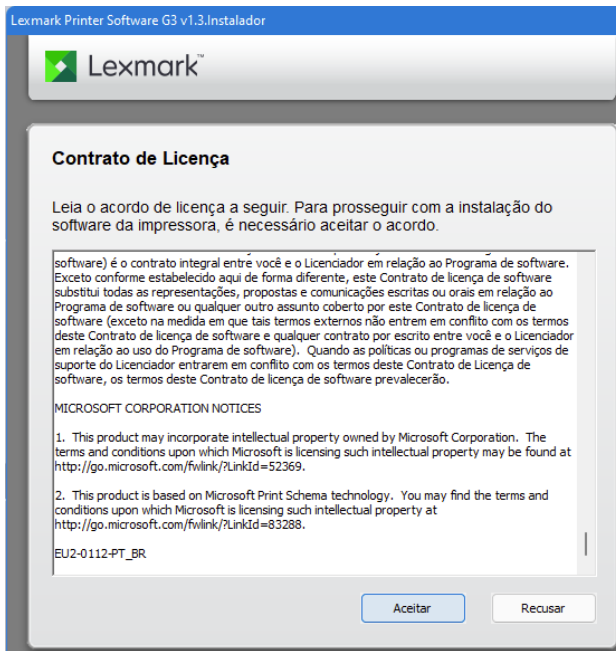 Lexmark Printer Software G3 v1.3.Instalador
Lexmark™
Contrato de Licença
Leia o acordo de licença a seguir. Para prosseguir com a instalação do
software da impressora, é necessário aceitar o acordo.
software) é o contrato integral entre você e o Licenciador em relação ao Programa de software.
Exceto conforme estabelecido aqui de forma diferente, este Contrato de licença de software
substitui todas as representações, propostas e comunicações escritas ou orais em relação ao
Programa de software ou qualquer outro assunto coberto por este Contrato de licença de
software (exceto na medida em que tais termos externos não entrem em conflito com os termos
deste Contrato de licença de software e qualquer contrato por escrito entre você e o Licenciador
em relação ao uso do Programa de software).  Quando as políticas ou programas de serviços de
suporte do Licenciador entrarem em conflito com os termos deste Contrato de Licença de
software, os termos deste Contrato de licença de software prevalecerão.
MICROSOFT CORPORATION NOTICES
1.  This product may incorporate intellectual property owned by Microsoft Corporation.  The
terms and conditions upon which Microsoft is licensing such intellectual property may be found at
http://go.microsoft.com/fwlink/?LinkId=52369.
2.  This product is based on Microsoft Print Schema technology.  You may find the terms and
conditions upon which Microsoft is licensing such intellectual property at
http://go.microsoft.com/fwlink/?LinkId=83288.
EU2-0112-PT_BR
Aceitar
Recusar